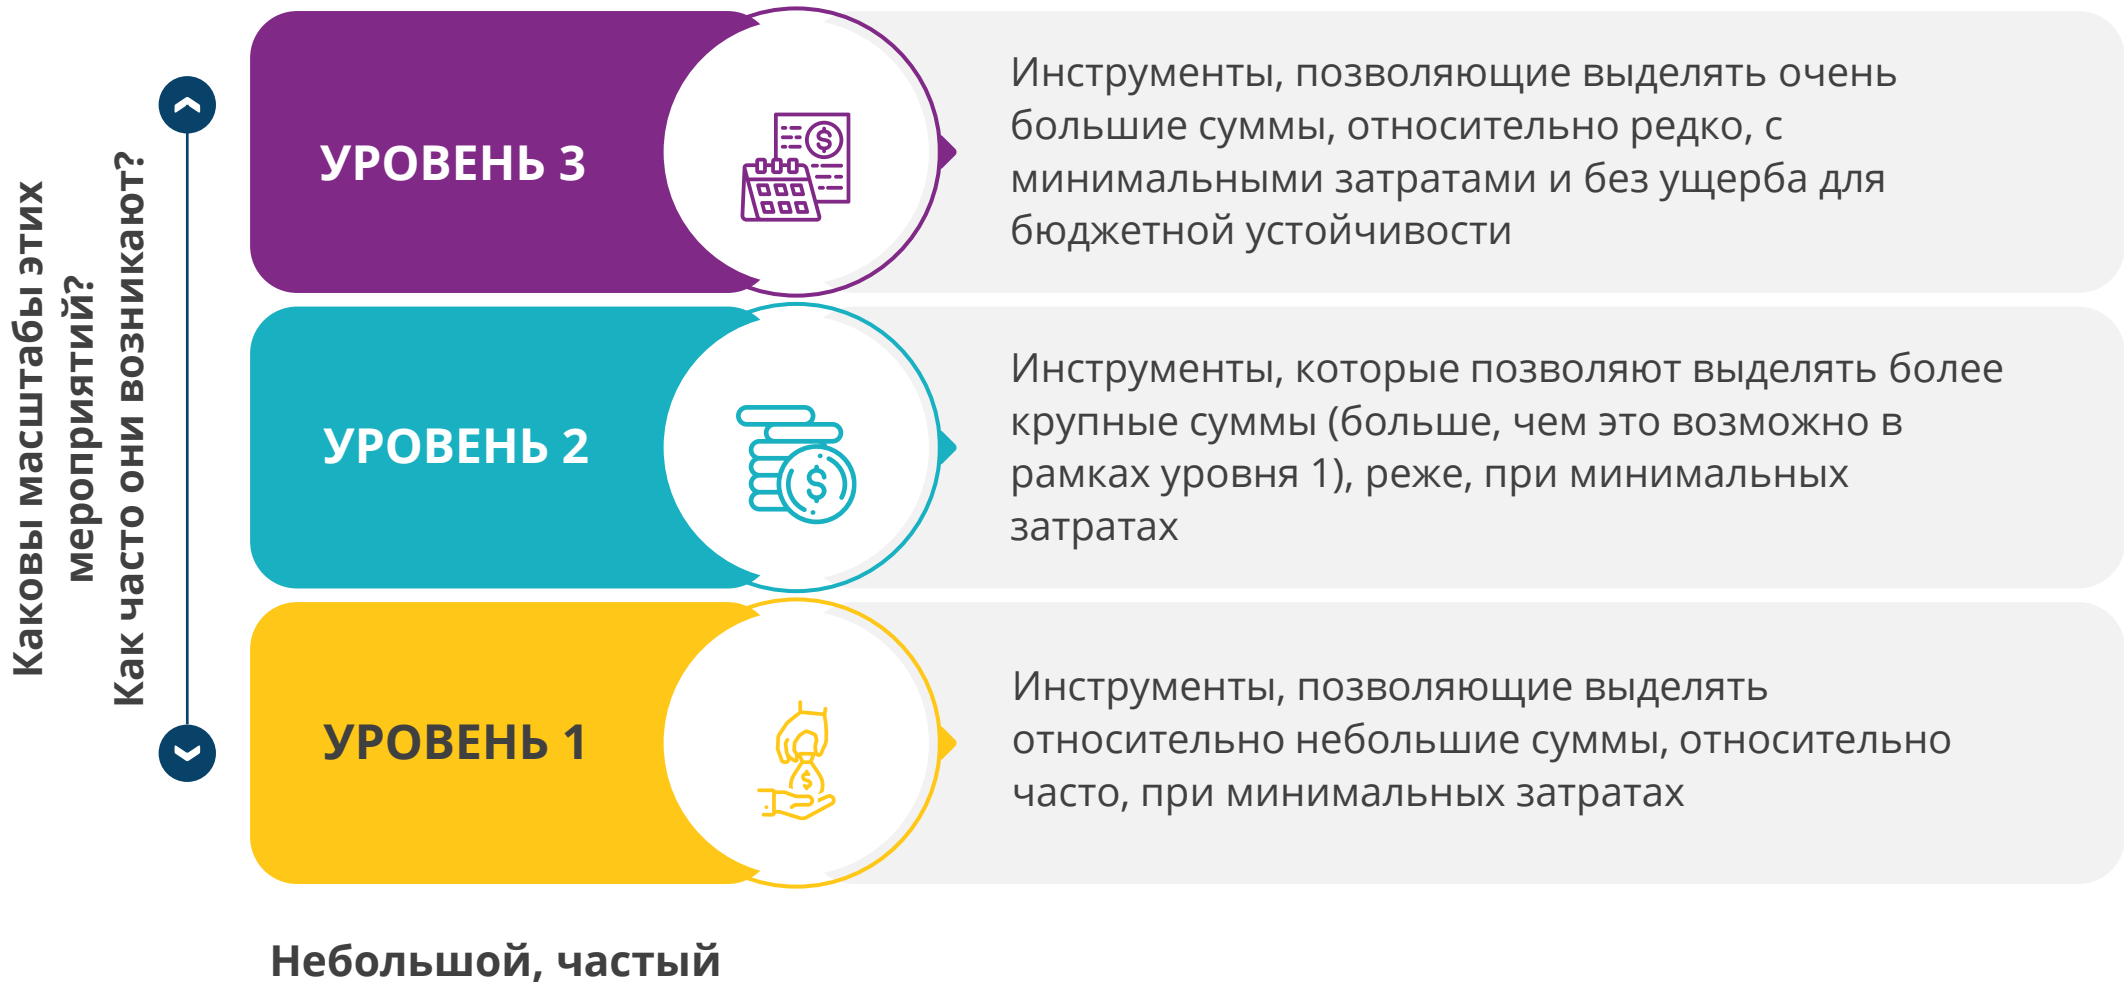 Каковы масштабы этих
мероприятий?
Как часто они возникают?
УРОВЕНЬ 3
Инструменты, позволяющие выделять очень
большие суммы, относительно редко, с
минимальными затратами и без ущерба для
бюджетной устойчивости
УРОВЕНЬ 2
Инструменты, которые позволяют выделять более
крупные суммы (больше, чем это возможно в
рамках уровня 1), реже, при минимальных
затратах
УРОВЕНЬ 1
Инструменты, позволяющие выделять
относительно небольшие суммы, относительно
часто, при минимальных затратах
Небольшой, частый